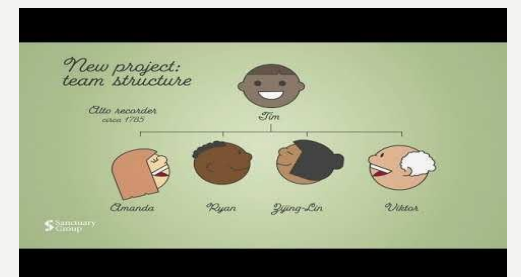 New project:
team structure
Alto recorder
circa 1785
Tim
Amanda Ryan Zijing-Lin Viktor
Sanctuary
Group